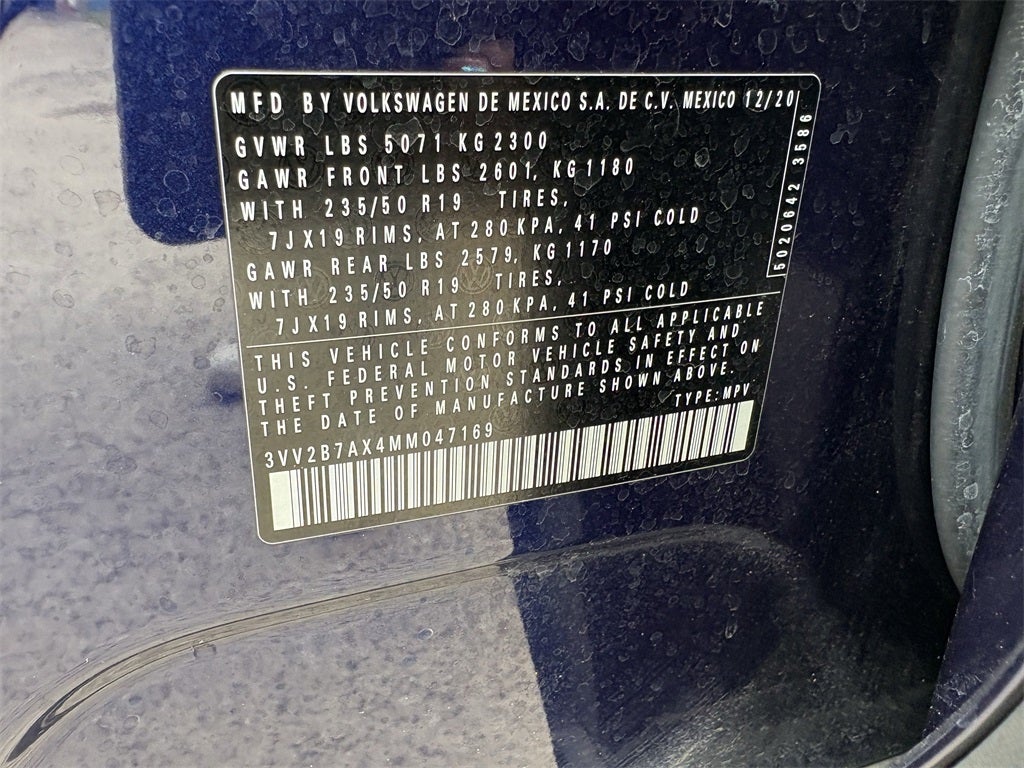 MFD BY VOLKSWAGEN DE MEXICO S.A. DE C.V. MEXICO 12/20
GVWR LBS 5071 KG 2300
GAWR FRONT LBS 2601, KG 1180
WITH 235/50 R19 TIRES,
7JX19 RIMS, AT 280 KPA, 41 PSI COLD
GAWR REAR LBS 2579, KG 1170
WITH 235/50 R19 TIRES,
7JX19 RIMS, AT 280 KPA, 41 PSI COLD
5020642 3586
THIS VEHICLE CONFORMS TO ALL APPLICABLE
U.S. FEDERAL MOTOR VEHICLE SAFETY AND
THEFT PREVENTION STANDARDS IN EFFECT ON
THE DATE OF MANUFACTURE SHOWN ABOVE.
TYPE: MPV
3VV2B7AX4MM047169